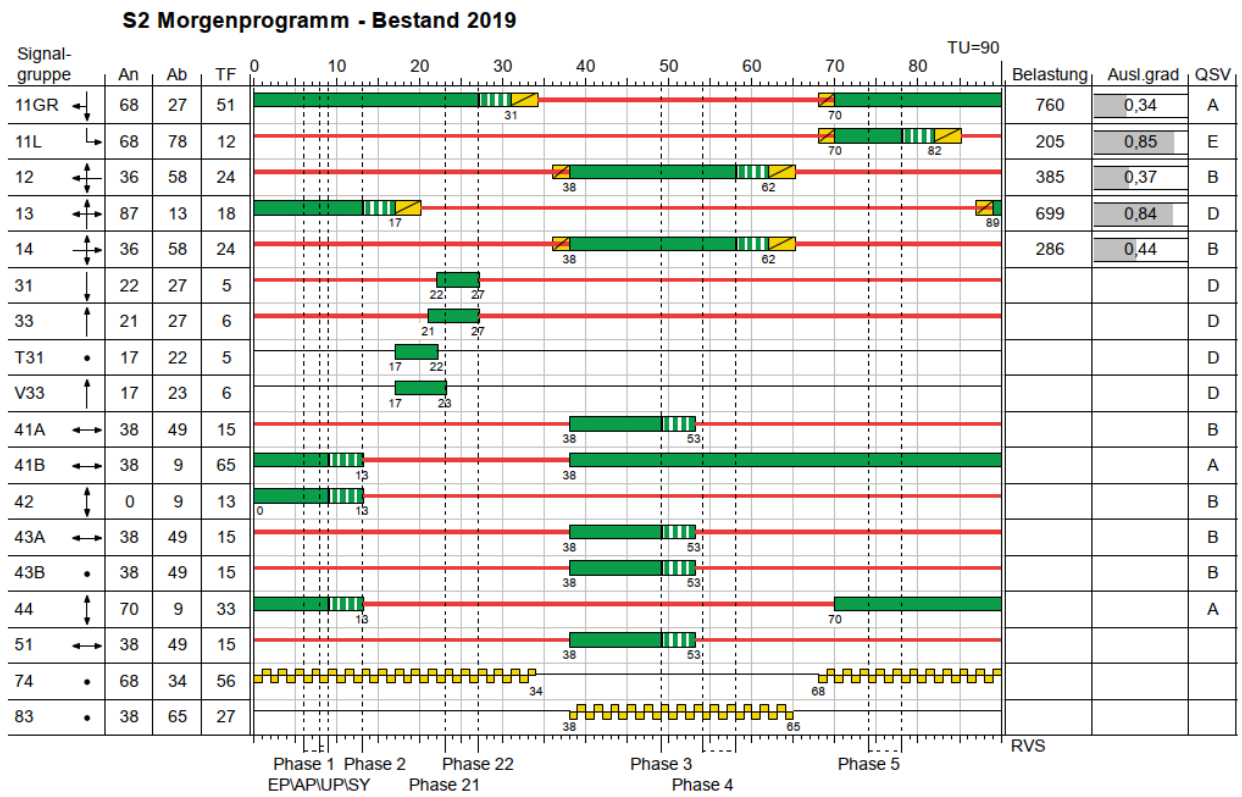 S2 Morgenprogramm - Bestand 2019
TU=90
Signal-
gruppe An Ab TF 0 10 20 30 40 50 60 70 80 Belastung Ausl.grad QSV
11GR 68 27 51 31 70 760 0,34 A
11L 68 78 12 70 82 205 0,85 E
12 36 58 24 38 62 385 0,37 B
13 87 13 18 17 89 699 0,84 D
14 36 58 24 38 62 286 0,44 B
31 22 27 5 22 27 D
33 21 27 6 21 27 D
T31 17 22 5 17 22 D
V33 17 23 6 17 23 D
41A 38 49 15 38 53 B
41B 38 9 65 13 38 A
42 0 9 13 0 13 B
43A 38 49 15 38 53 B
43B 38 49 15 38 53 B
44 70 9 33 13 70 A
51 38 49 15 38 53
74 68 34 56 34 68
83 38 65 27 38 65
RVS
Phase 1 Phase 2 Phase 22 Phase 3 Phase 5
EP\AP\UP\SY Phase 21 Phase 4